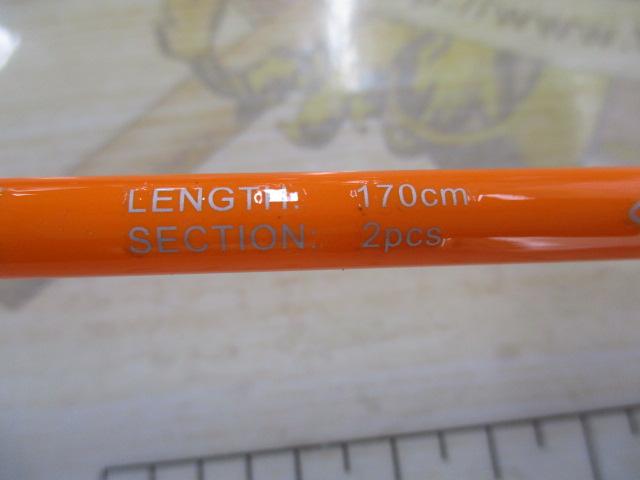 LENGTH: 170cm
SECTION: 2pcs